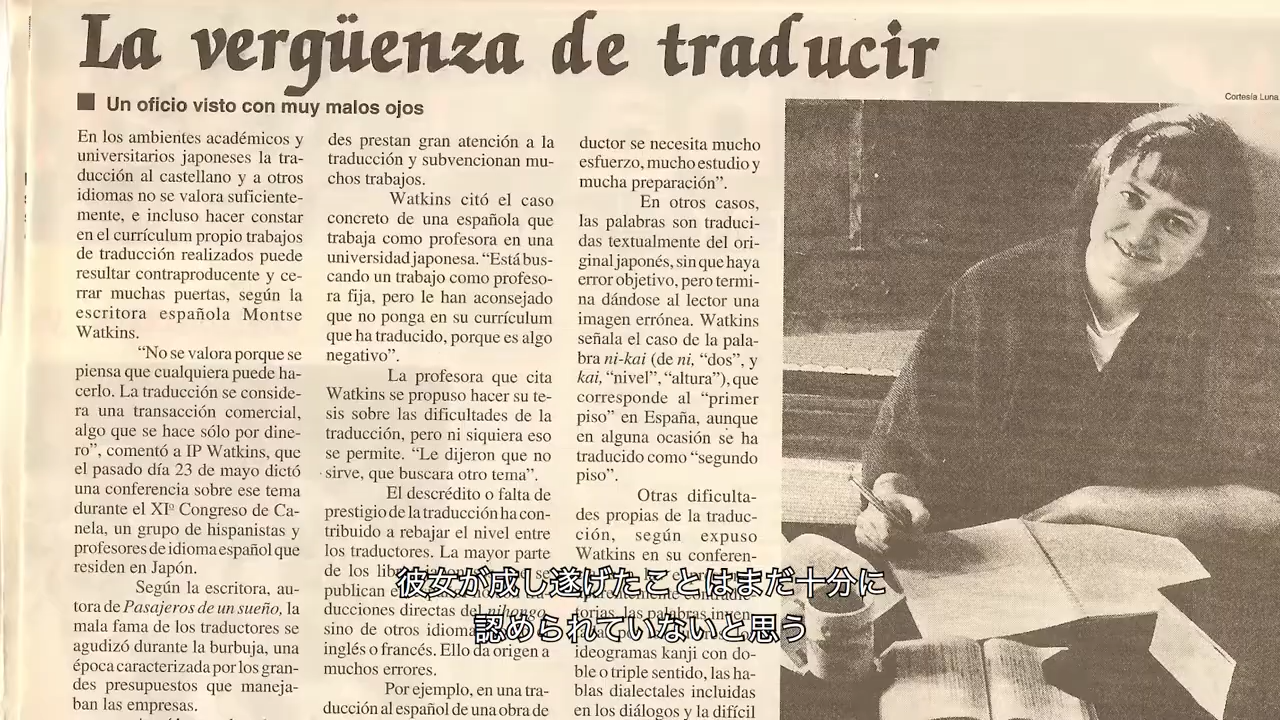 La vergüenza de traducir
■ Un oficio visto con muy malos ojos
Cortesía Luna
En los ambientes académicos y
universitarios japoneses la tra-
ducción al castellano y a otros
idiomas no se valora suficiente-
mente, e incluso hacer constar
en el currículum propio trabajos
de traducción realizados puede
resultar contraproducente y ce-
rrar muchas puertas, según la
escritora española Montse
Watkins.
“No se valora porque se
piensa que cualquiera puede ha-
cerlo. La traducción se conside-
ra una transacción comercial,
algo que se hace sólo por dine-
ro”, comentó a IP Watkins, que
el pasado día 23 de mayo dictó
una conferencia sobre ese tema
durante el XIº Congreso de Ca-
nela, un grupo de hispanistas y
profesores de idioma español que
residen en Japón.
Según la escritora, au-
tora de Pasajeros de un sueño, la
mala fama de los traductores se
agudizó durante la burbuja, una
época caracterizada por los gran-
des presupuestos que maneja-
ban las empresas.
des prestan gran atención a la
traducción y subvencionan mu-
chos trabajos.
Watkins citó el caso
concreto de una española que
trabaja como profesora en una
universidad japonesa. “Está bus-
cando un trabajo como profeso-
ra fija, pero le han aconsejado
que no ponga en su currículum
que ha traducido, porque es algo
negativo”.
La profesora que cita
Watkins se propuso hacer su te-
sis sobre las dificultades de la
traducción, pero ni siquiera eso
se permite. “Le dijeron que no
sirve, que buscara otro tema”.
El descrédito o falta de
prestigio de la traducción ha con-
tribuido a rebajar el nivel entre
los traductores. La mayor parte
de los se
publican
ducciones directas del nihongo,
sino de otros idiomas
inglés o francés. Ello da origen a
muchos errores.
Por ejemplo, en una tra-
ducción al español de una obra de
ductor se necesita mucho
esfuerzo, mucho estudio y
mucha preparación”.
En otros casos,
las palabras son traduci-
das textualmente del ori-
ginal japonés, sin que haya
error objetivo, pero termi-
na dándose al lector una
imagen errónea. Watkins
señala el caso de la pala-
bra ni-kai (de ni, “dos”, y
kai, “nivel”, “altura”), que
corresponde al “primer
piso” en España, aunque
en alguna ocasión se ha
traducido como “segundo
piso”.
Otras dificulta-
des propias de la traduc-
ción, según expuso
Watkins en su conferen-
torias, las palabras
ideogramas kanji con do-
ble o triple sentido, las ha-
blas dialectales incluidas
en los diálogos y la difícil
彼女が成し遂げたことはまだ十分に
認められていないと思う